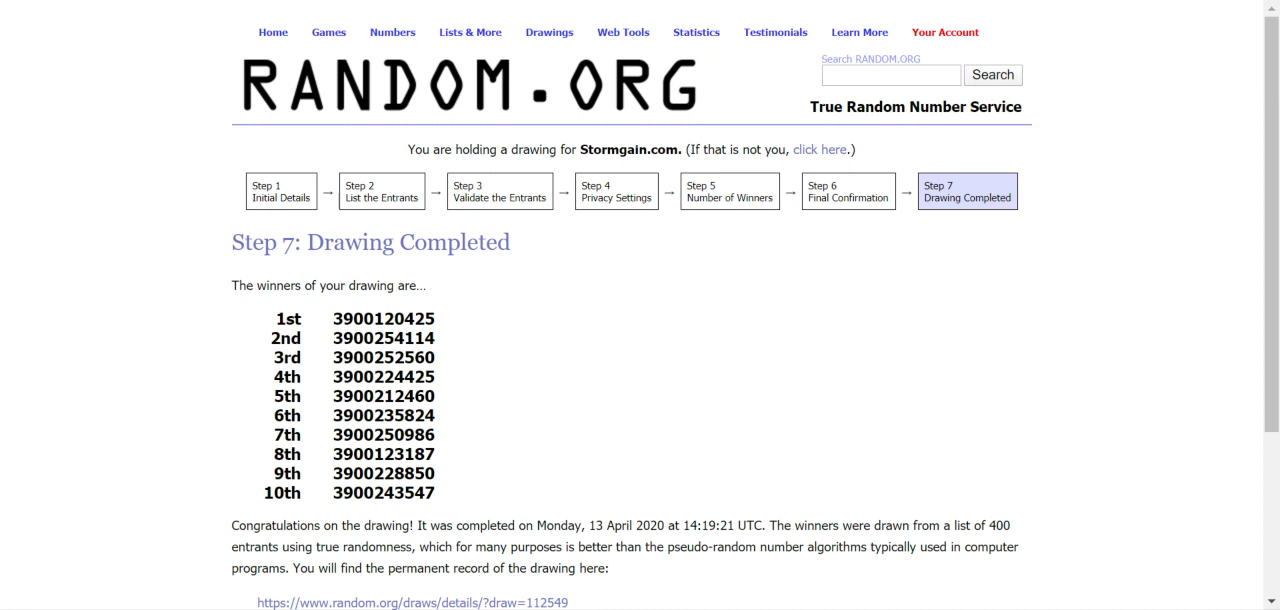 Home Games Numbers Lists & More Drawings Web Tools Statistics Testimonials Learn More Your Account
RANDOM.ORG
Search RANDOM.ORG
Search
True Random Number Service
You are holding a drawing for Stormgain.com. (If that is not you, click here.)
Step 1
Initial Details
→
Step 2
List the Entrants
→
Step 3
Validate the Entrants
→
Step 4
Privacy Settings
→
Step 5
Number of Winners
→
Step 6
Final Confirmation
→
Step 7
Drawing Completed
Step 7: Drawing Completed
The winners of your drawing are...
1st 3900120425
2nd 3900254114
3rd 3900252560
4th 3900224425
5th 3900212460
6th 3900235824
7th 3900250986
8th 3900123187
9th 3900228850
10th 3900243547
Congratulations on the drawing! It was completed on Monday, 13 April 2020 at 14:19:21 UTC. The winners were drawn from a list of 400
entrants using true randomness, which for many purposes is better than the pseudo-random number algorithms typically used in computer
programs. You will find the permanent record of the drawing here:
https://www.random.org/draws/details/?draw=112549